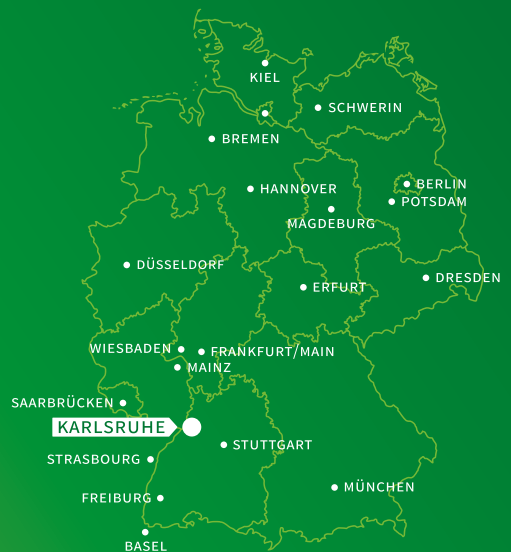 KIEL
SCHWERIN
BREMEN
BERLIN
HANNOVER
POTSDAM
MAGDEBURG
DÜSSELDORF
DRESDEN
ERFURT
WIESBADEN
FRANKFURT/MAIN
MAINZ
SAARBRÜCKEN
KARLSRUHE
STUTTGART
STRASBOURG
MÜNCHEN
FREIBURG
BASEL